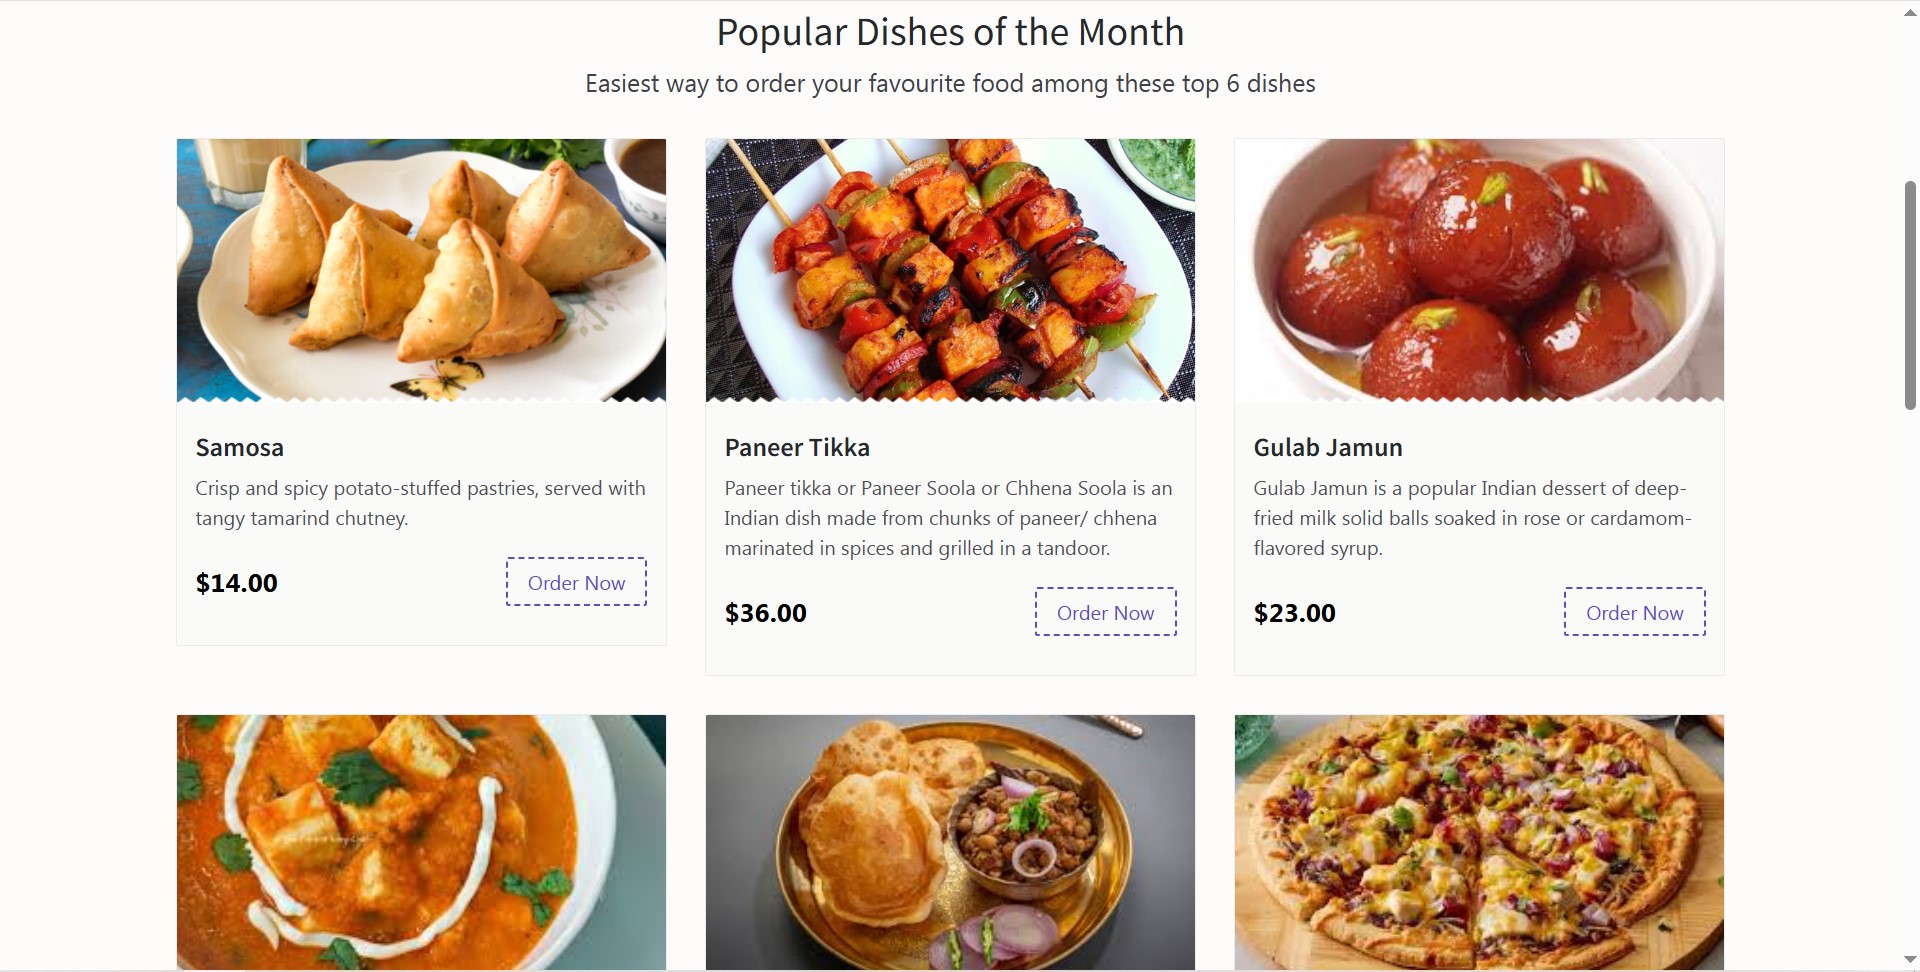 Popular Dishes of the Month
Easiest way to order your favourite food among these top 6 dishes
Samosa
Crisp and spicy potato-stuffed pastries, served with
tangy tamarind chutney.
$14.00
Order Now
Paneer Tikka
Paneer tikka or Paneer Soola or Chhena Soola is an
Indian dish made from chunks of paneer/ chhena
marinated in spices and grilled in a tandoor.
$36.00
Order Now
Gulab Jamun
Gulab Jamun is a popular Indian dessert of deep-
fried milk solid balls soaked in rose or cardamom-
flavored syrup.
$23.00
Order Now